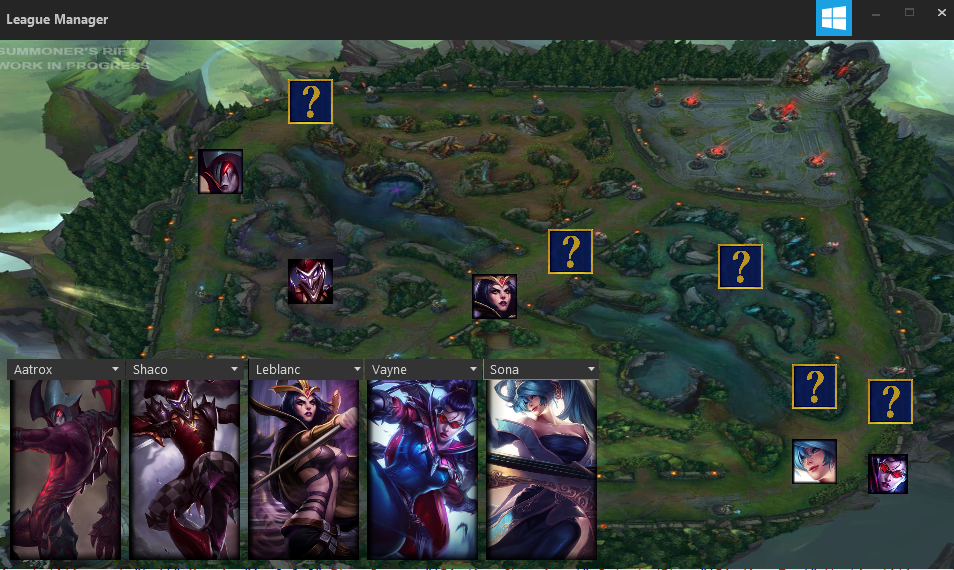 League Manager
SUMMONER'S RIFT
WORK IN PROGRESS
?
?
?
?
?
Aatrox Shaco Leblanc Vayne Sona